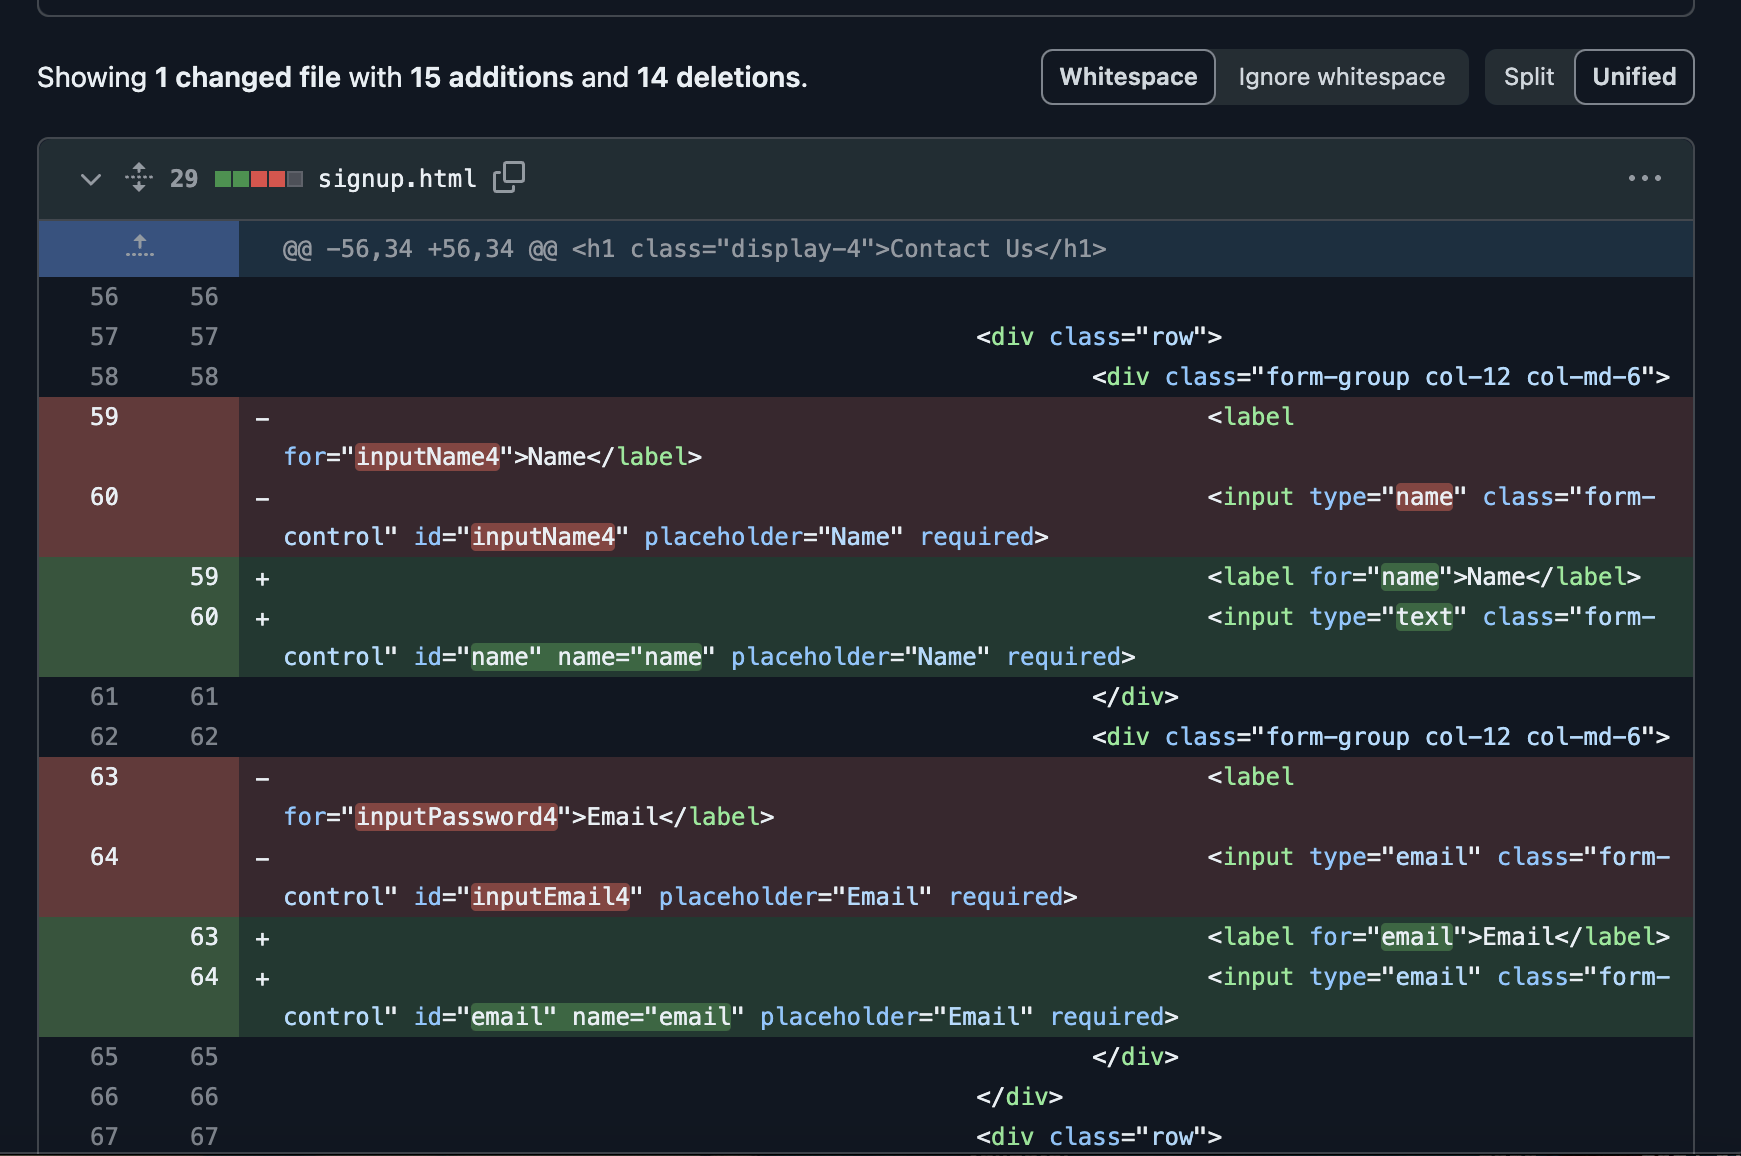 Showing 1 changed file with 15 additions and 14 deletions.
Whitespace Ignore whitespace Split Unified
29 signup.html
@@ -56,34 +56,34 @@ <h1 class="display-4">Contact Us</h1>
56 56
57 57 <div class="row">
58 58 <div class="form-group col-12 col-md-6">
59 - <label
for="inputName4">Name</label>
60 - <input type="name" class="form-
control" id="inputName4" placeholder="Name" required>
59 + <label for="name">Name</label>
60 + <input type="text" class="form-
control" id="name" name="name" placeholder="Name" required>
61 61 </div>
62 62 <div class="form-group col-12 col-md-6">
63 - <label
for="inputPassword4">Email</label>
64 - <input type="email" class="form-
control" id="inputEmail4" placeholder="Email" required>
63 + <label for="email">Email</label>
64 + <input type="email" class="form-
control" id="email" name="email" placeholder="Email" required>
65 65 </div>
66 66 </div>
67 67 <div class="row">